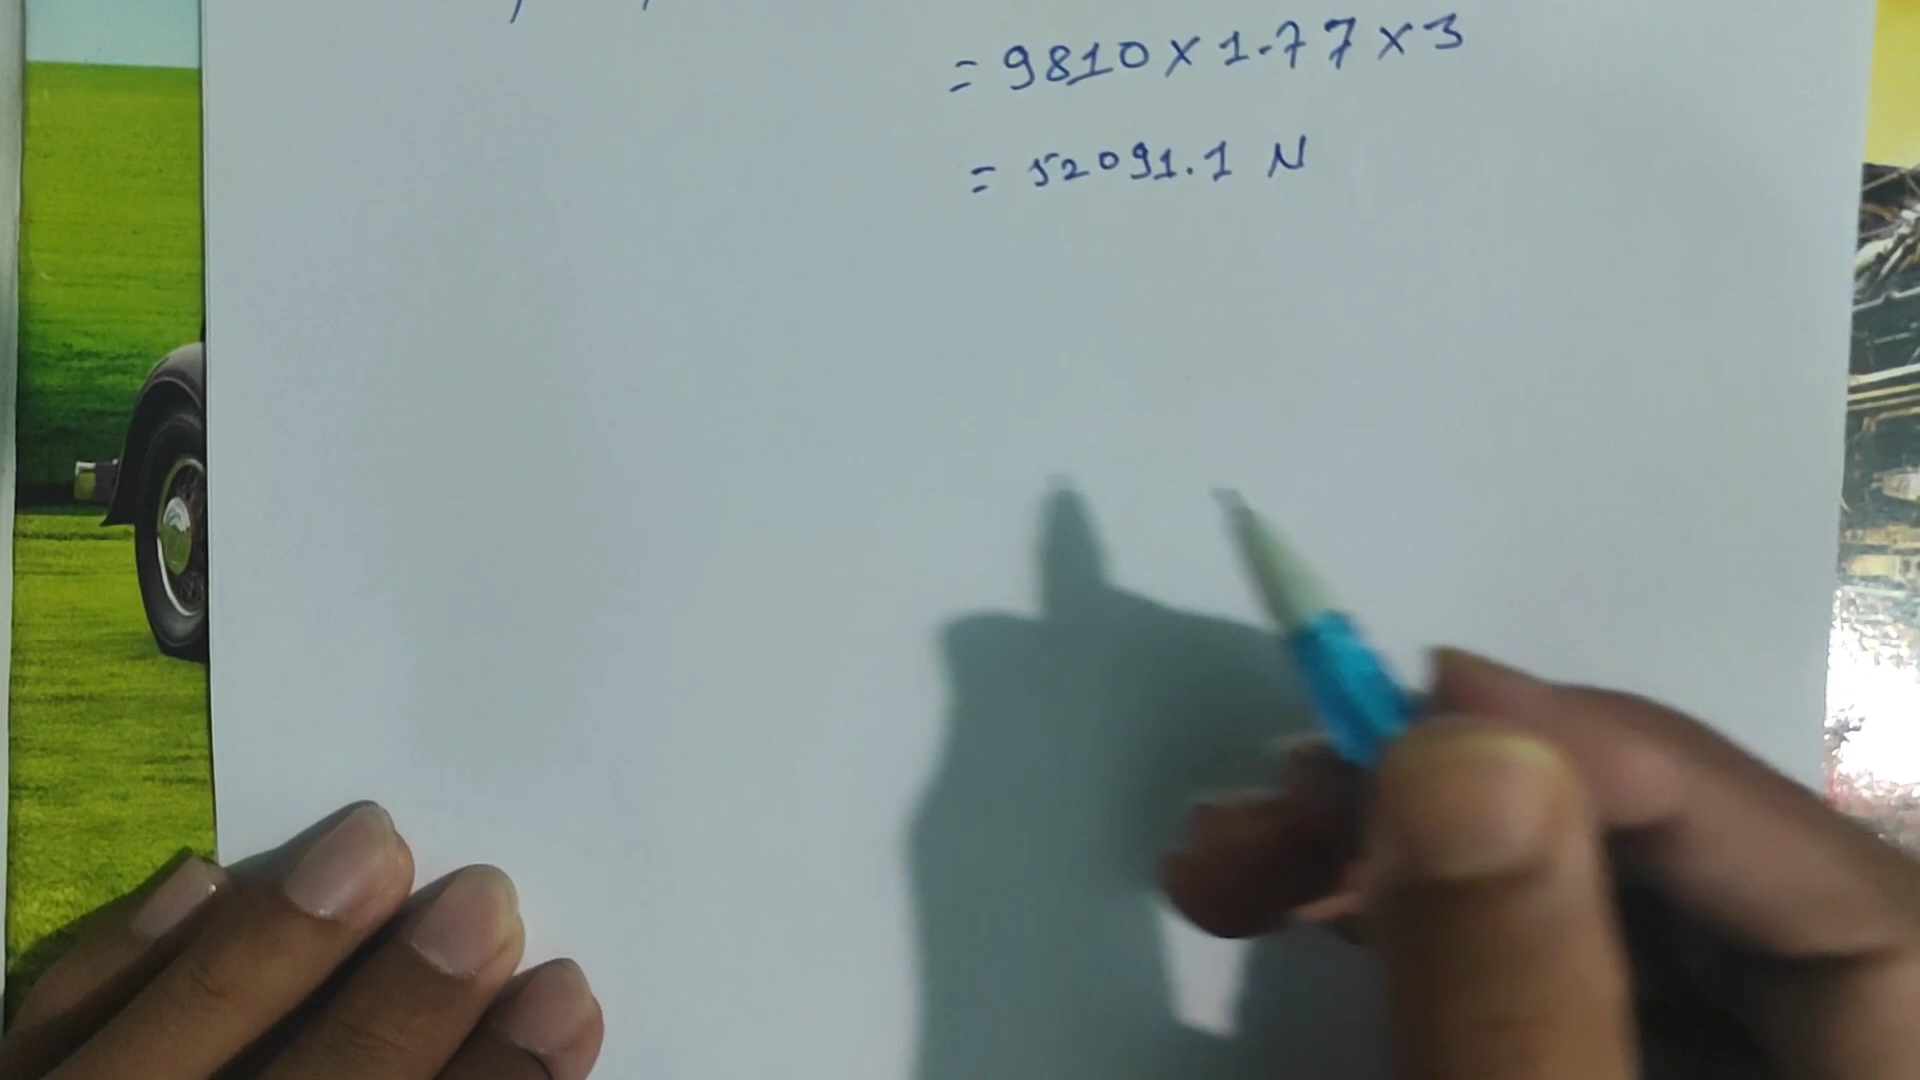 = 9810 × 1.77 × 3
= 52091.1 N